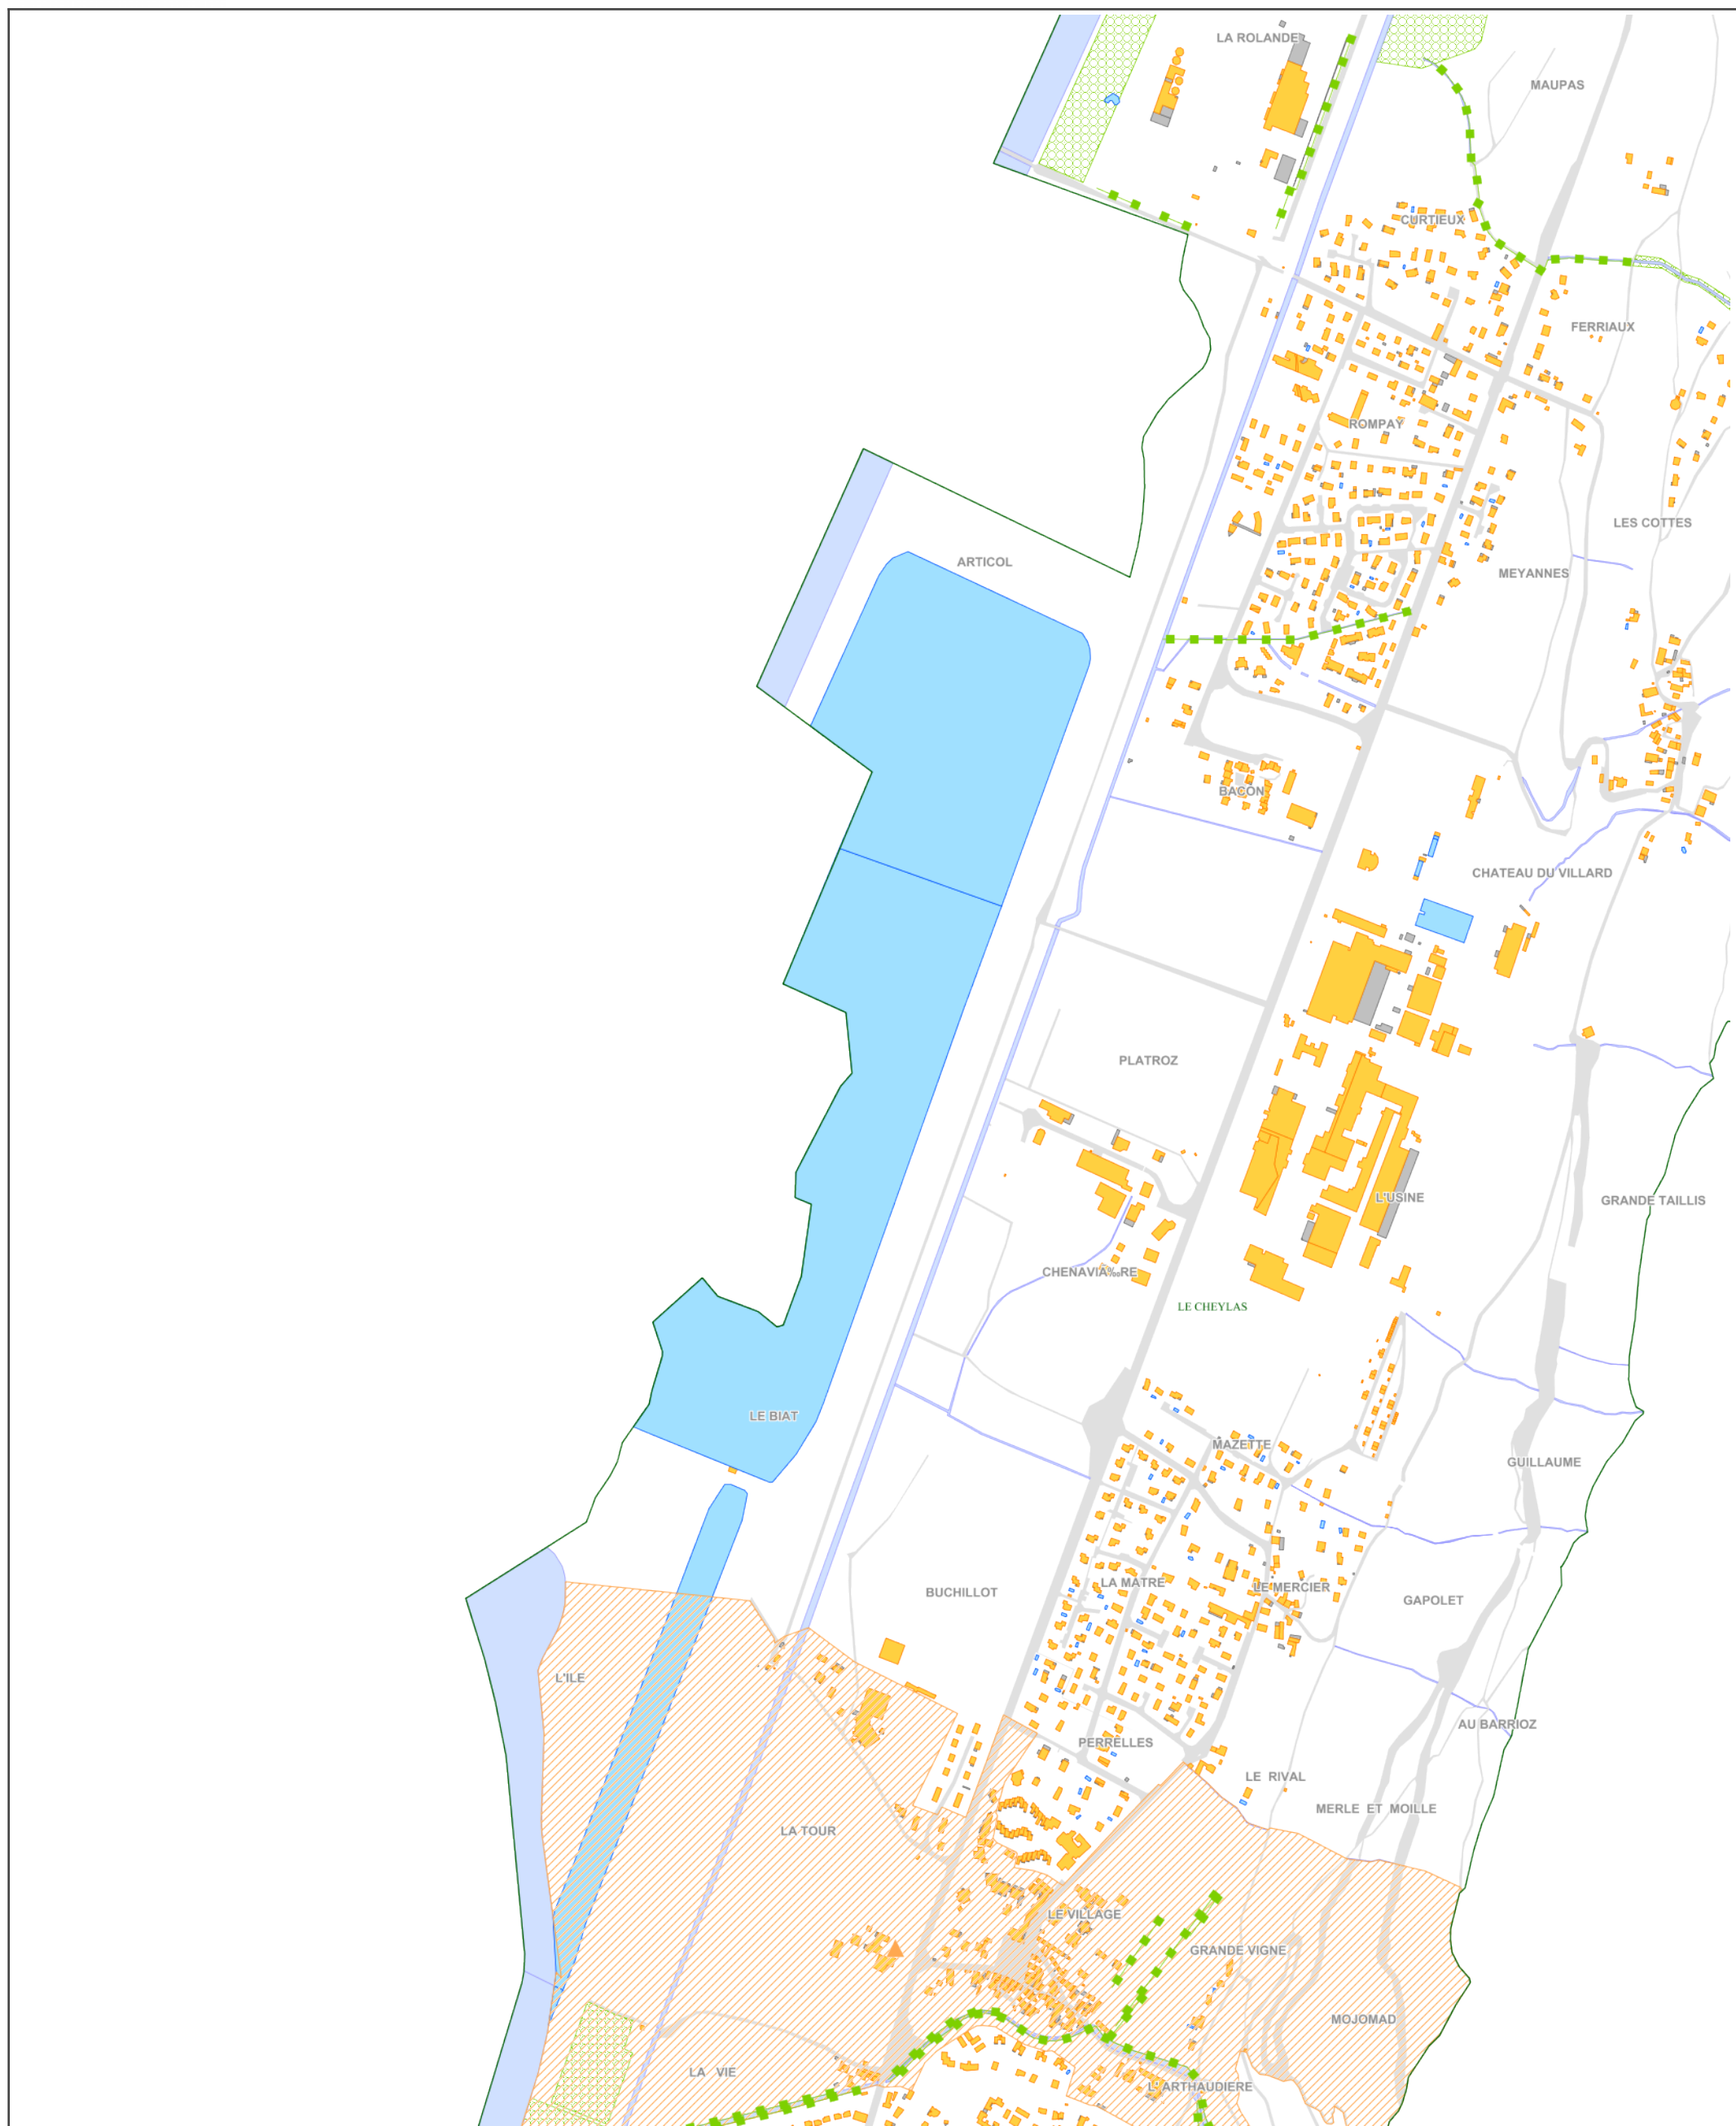 LA ROLANDE
MAUPAS
CURTIEUX
FERRIAUX
ROMPAY
LES COTTES
ARTICOL
MEYANNES
BACON
CHATEAU DU VILLARD
PLATROZ
L'USINE
GRANDE TAILLIS
CHENAVIA‰RE
LE CHEYLAS
LE BIAT
MAZETTE
GUILLAUME
LA MATRE
LE MERCIER
BUCHILLOT
GAPOLET
L'ILE
AU BARRIOZ
PERRELLES
LE RIVAL
MERLE ET MOILLE
LA TOUR
LE VILLAGE
GRANDE VIGNE
MOJOMAD
LA VIE
L' ARTHAUDIERE